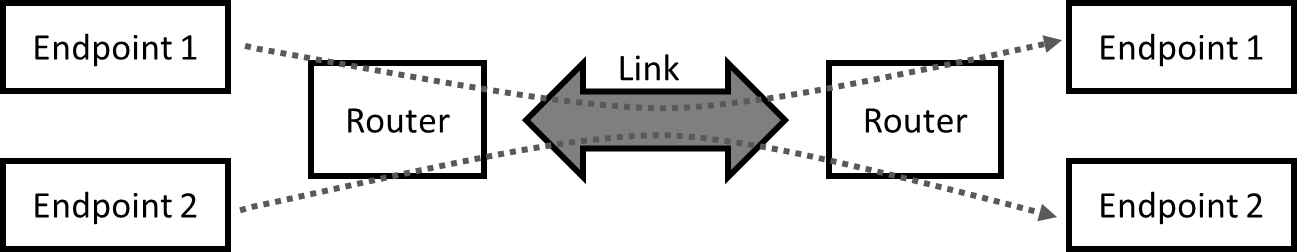 Endpoint 1
Endpoint 2
Router
Link
Router
Endpoint 1
Endpoint 2